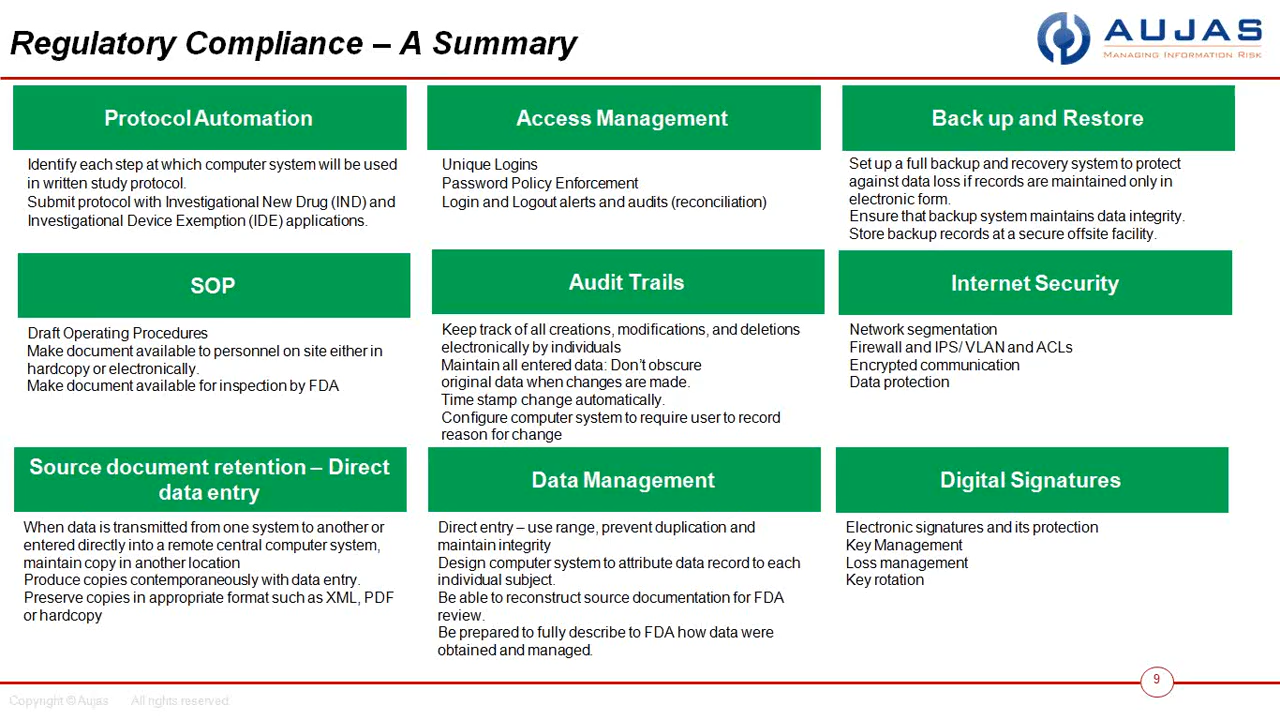 Regulatory Compliance – A Summary
AUJAS
MANAGING INFORMATION RISK
Protocol Automation
Identify each step at which computer system will be used
in written study protocol.
Submit protocol with Investigational New Drug (IND) and
Investigational Device Exemption (IDE) applications.
Access Management
Unique Logins
Password Policy Enforcement
Login and Logout alerts and audits (reconciliation)
Back up and Restore
Set up a full backup and recovery system to protect
against data loss if records are maintained only in
electronic form.
Ensure that backup system maintains data integrity.
Store backup records at a secure offsite facility.
SOP
Draft Operating Procedures
Make document available to personnel on site either in
hardcopy or electronically.
Make document available for inspection by FDA
Audit Trails
Keep track of all creations, modifications, and deletions
electronically by individuals
Maintain all entered data: Don’t obscure
original data when changes are made.
Time stamp change automatically.
Configure computer system to require user to record
reason for change
Internet Security
Network segmentation
Firewall and IPS/ VLAN and ACLs
Encrypted communication
Data protection
Source document retention – Direct
data entry
When data is transmitted from one system to another or
entered directly into a remote central computer system,
maintain copy in another location
Produce copies contemporaneously with data entry.
Preserve copies in appropriate format such as XML, PDF
or hardcopy
Data Management
Direct entry – use range, prevent duplication and
maintain integrity
Design computer system to attribute data record to each
individual subject.
Be able to reconstruct source documentation for FDA
review.
Be prepared to fully describe to FDA how data were
obtained and managed.
Digital Signatures
Electronic signatures and its protection
Key Management
Loss management
Key rotation
9
Copyright © Aujas All rights reserved.